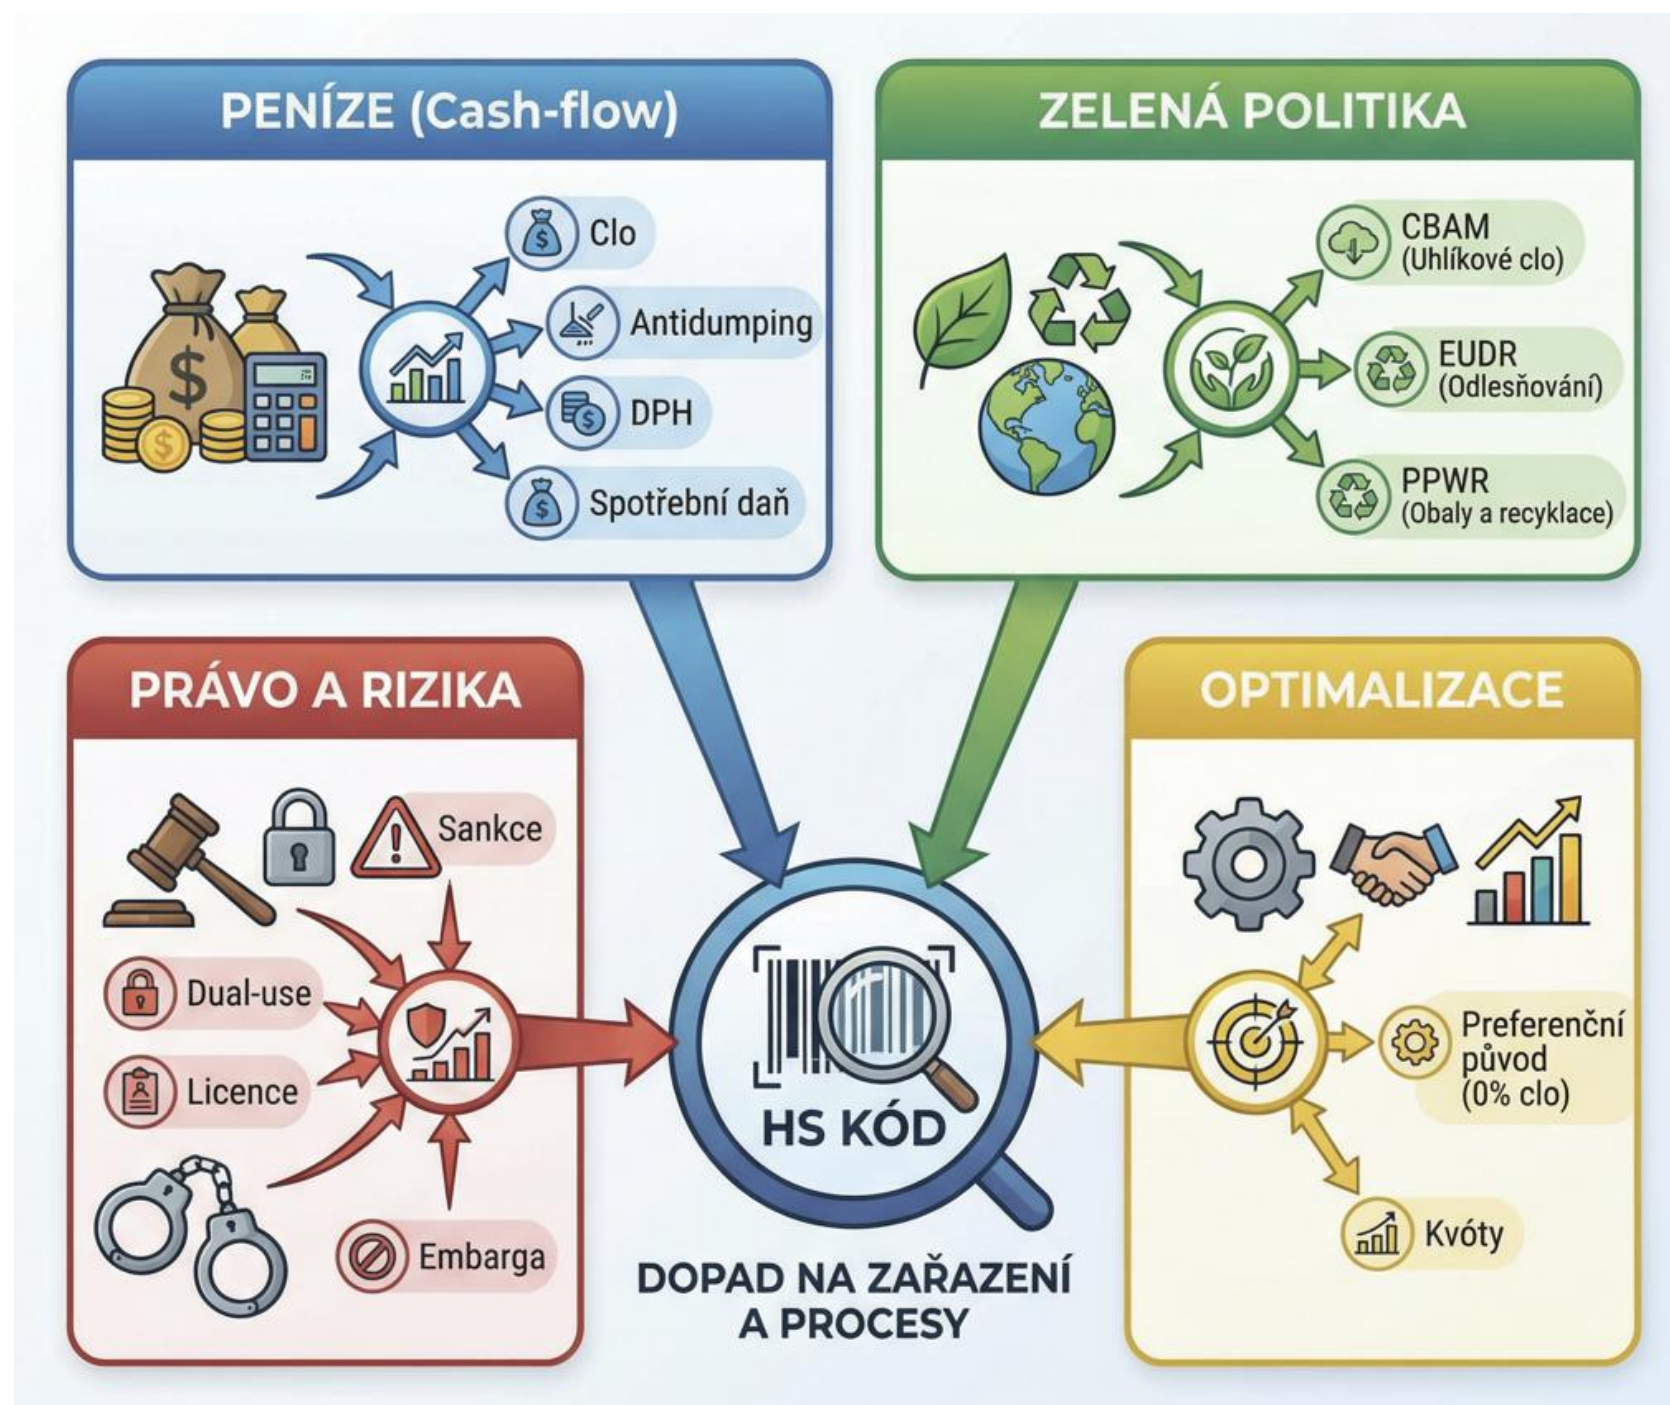 PENÍZE (Cash-flow)
Clo
Antidumping
DPH
Spotřební daň
ZELENÁ POLITIKA
CBAM
(Uhlíkové clo)
EUDR
(Odlesňování)
PPWR
(Obaly a recyklace)
PRÁVO A RIZIKA
Sankce
Dual-use
Licence
Embarga
OPTIMALIZACE
Preferenční
původ
(0% clo)
Kvóty
HS KÓD
DOPAD NA ZAŘAZENÍ
A PROCESY